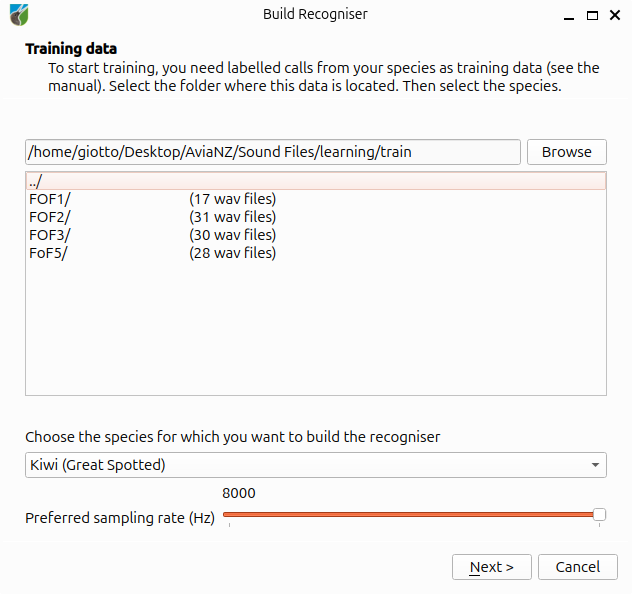 Build Recogniser
Training data
To start training, you need labelled calls from your species as training data (see the
manual). Select the folder where this data is located. Then select the species.
/home/giotto/Desktop/AviaNZ/Sound Files/learning/train Browse
../
FOF1/ (17 wav files)
FOF2/ (31 wav files)
FOF3/ (30 wav files)
FoF5/ (28 wav files)
Choose the species for which you want to build the recogniser
Kiwi (Great Spotted)
8000
Preferred sampling rate (Hz)
Next > Cancel